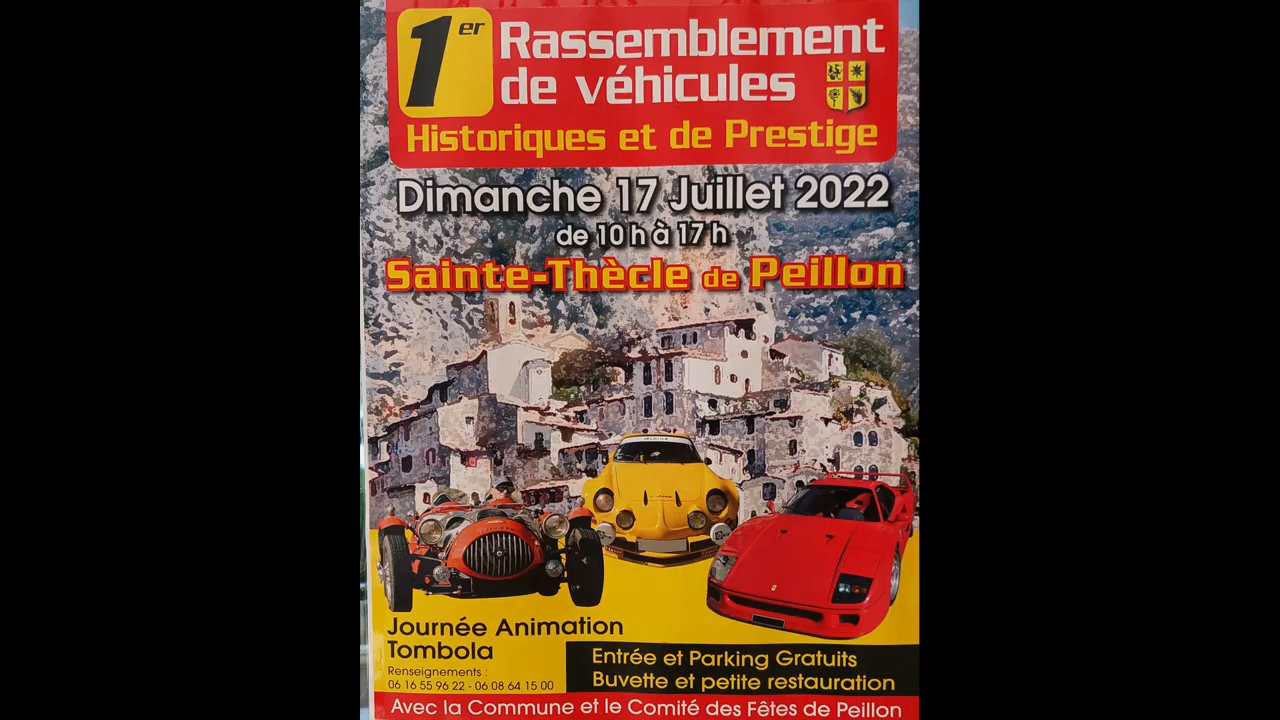 1er Rassemblement
de véhicules
Historiques et de Prestige
Dimanche 17 Juillet 2022
de 10 h à 17 h
Sainte-Thècle de Peillon
Journée Animation
Tombola
Renseignements :
06 16 55 96 22 - 06 08 64 15 00
Entrée et Parking Gratuits
Buvette et petite restauration
Avec la Commune et le Comité des Fêtes de Peillon